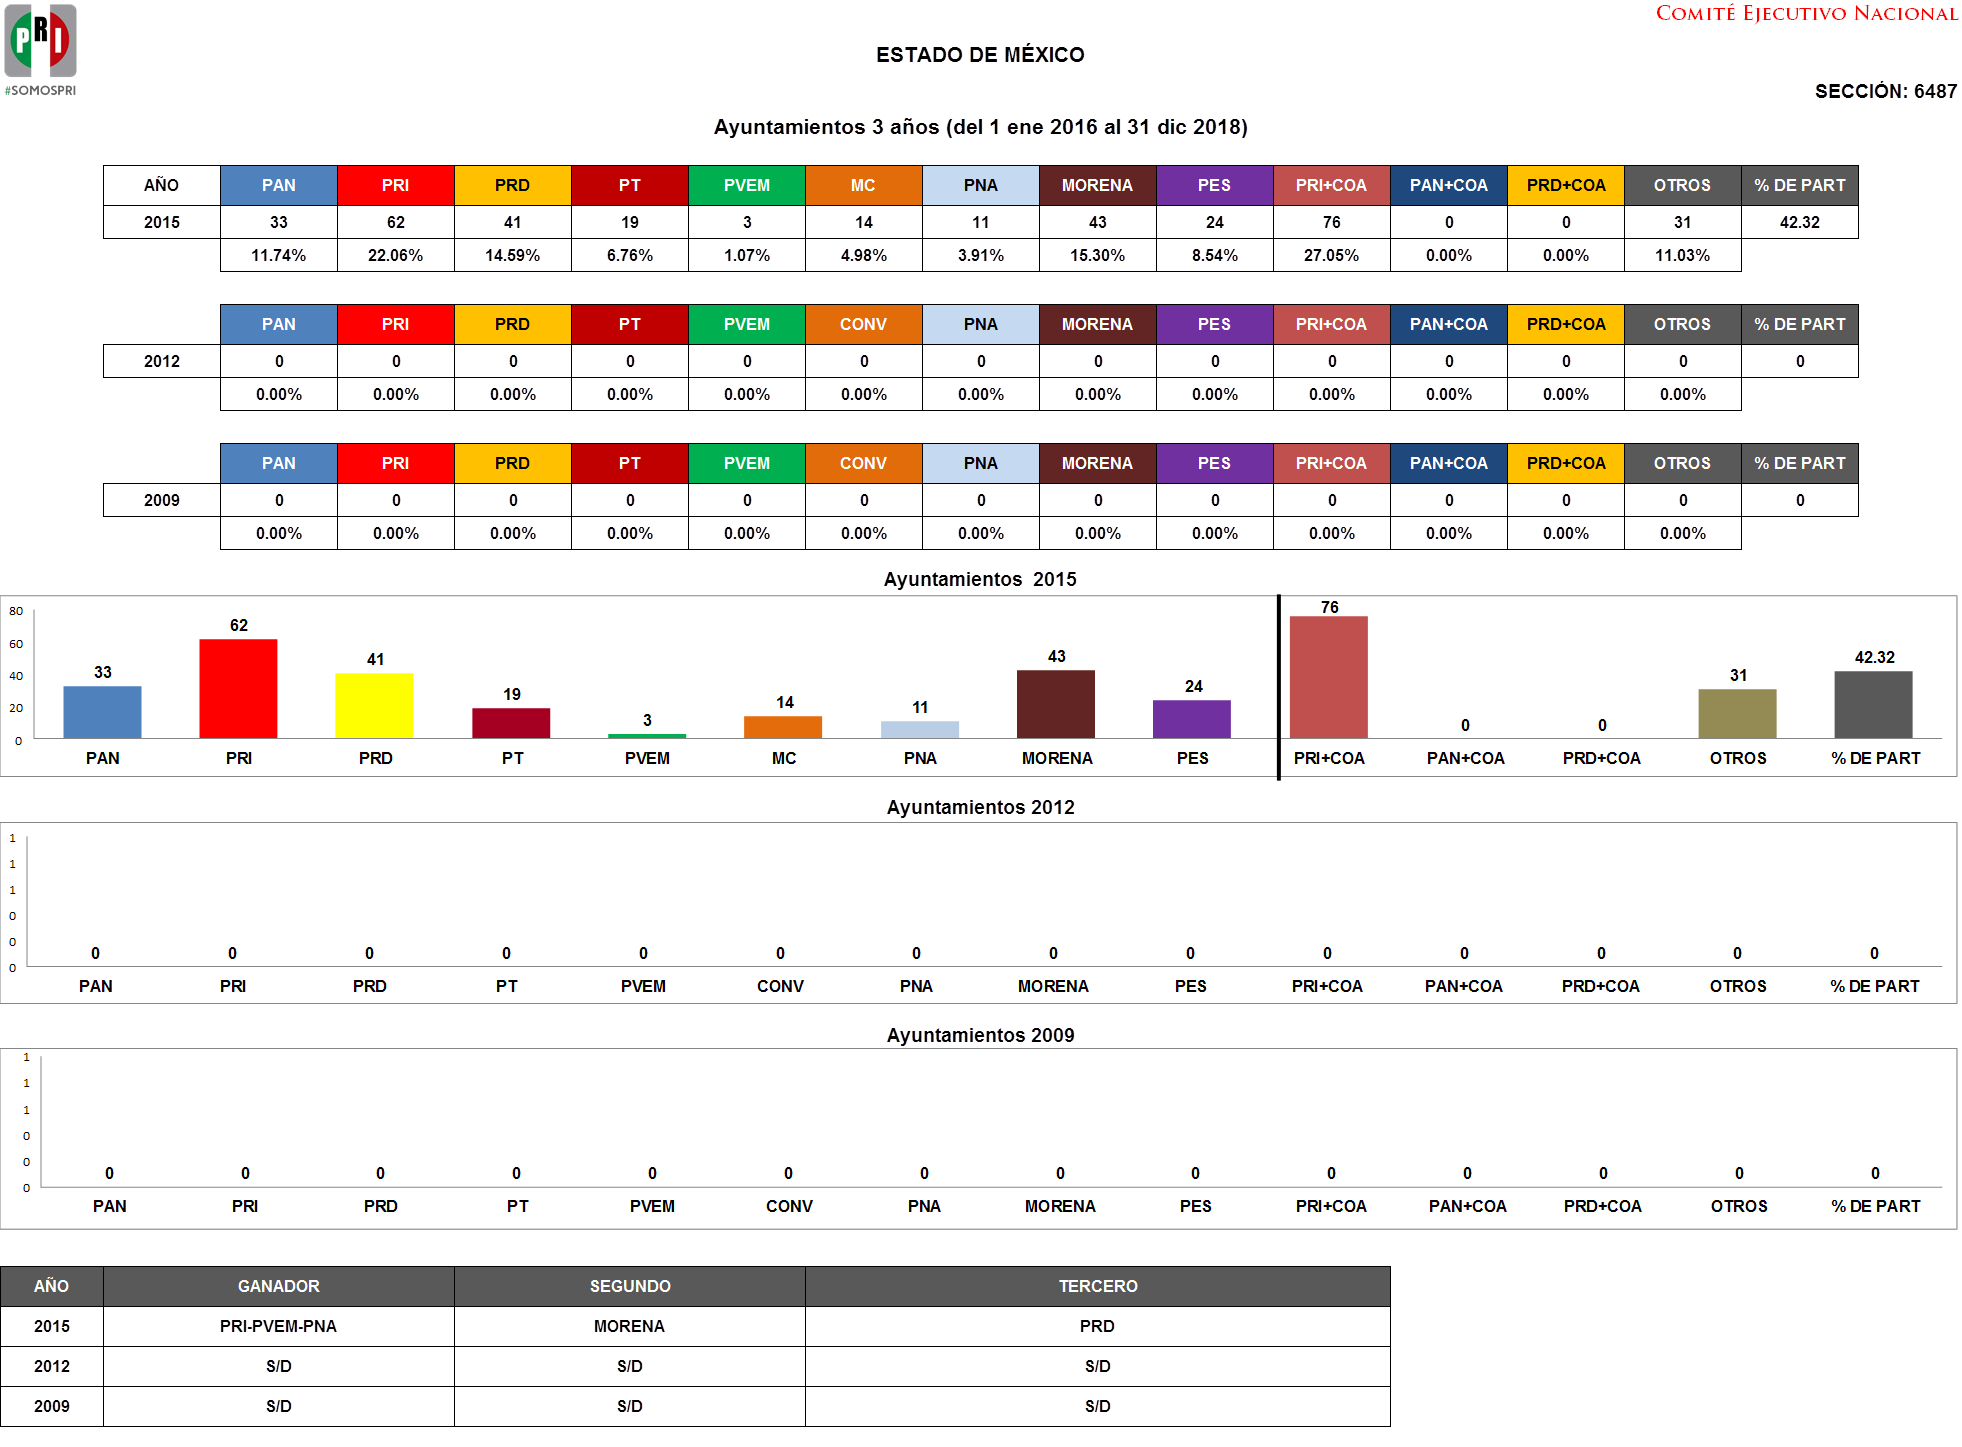 PRI
#SOMOSPRI
COMITÉ EJECUTIVO NACIONAL
ESTADO DE MÉXICO
SECCIÓN: 6487
Ayuntamientos 3 años (del 1 ene 2016 al 31 dic 2018)
AÑO PAN PRI PRD PT PVEM MC PNA MORENA PES PRI+COA PAN+COA PRD+COA OTROS % DE PART
2015 33 62 41 19 3 14 11 43 24 76 0 0 31 42.32
11.74% 22.06% 14.59% 6.76% 1.07% 4.98% 3.91% 15.30% 8.54% 27.05% 0.00% 0.00% 11.03%
PAN PRI PRD PT PVEM CONV PNA MORENA PES PRI+COA PAN+COA PRD+COA OTROS % DE PART
2012 0 0 0 0 0 0 0 0 0 0 0 0 0 0
0.00% 0.00% 0.00% 0.00% 0.00% 0.00% 0.00% 0.00% 0.00% 0.00% 0.00% 0.00% 0.00%
PAN PRI PRD PT PVEM CONV PNA MORENA PES PRI+COA PAN+COA PRD+COA OTROS % DE PART
2009 0 0 0 0 0 0 0 0 0 0 0 0 0 0
0.00% 0.00% 0.00% 0.00% 0.00% 0.00% 0.00% 0.00% 0.00% 0.00% 0.00% 0.00% 0.00%
Ayuntamientos 2015
80
60
40
20
0
33 62 41 19 3 14 11 43 24 76 0 0 31 42.32
PAN PRI PRD PT PVEM MC PNA MORENA PES PRI+COA PAN+COA PRD+COA OTROS % DE PART
Ayuntamientos 2012
1
1
1
0
0
0
0 0 0 0 0 0 0 0 0 0 0 0 0 0
PAN PRI PRD PT PVEM CONV PNA MORENA PES PRI+COA PAN+COA PRD+COA OTROS % DE PART
Ayuntamientos 2009
1
1
1
0
0
0
0 0 0 0 0 0 0 0 0 0 0 0 0 0
PAN PRI PRD PT PVEM CONV PNA MORENA PES PRI+COA PAN+COA PRD+COA OTROS % DE PART
AÑO GANADOR SEGUNDO TERCERO
2015 PRI-PVEM-PNA MORENA PRD
2012 S/D S/D S/D
2009 S/D S/D S/D